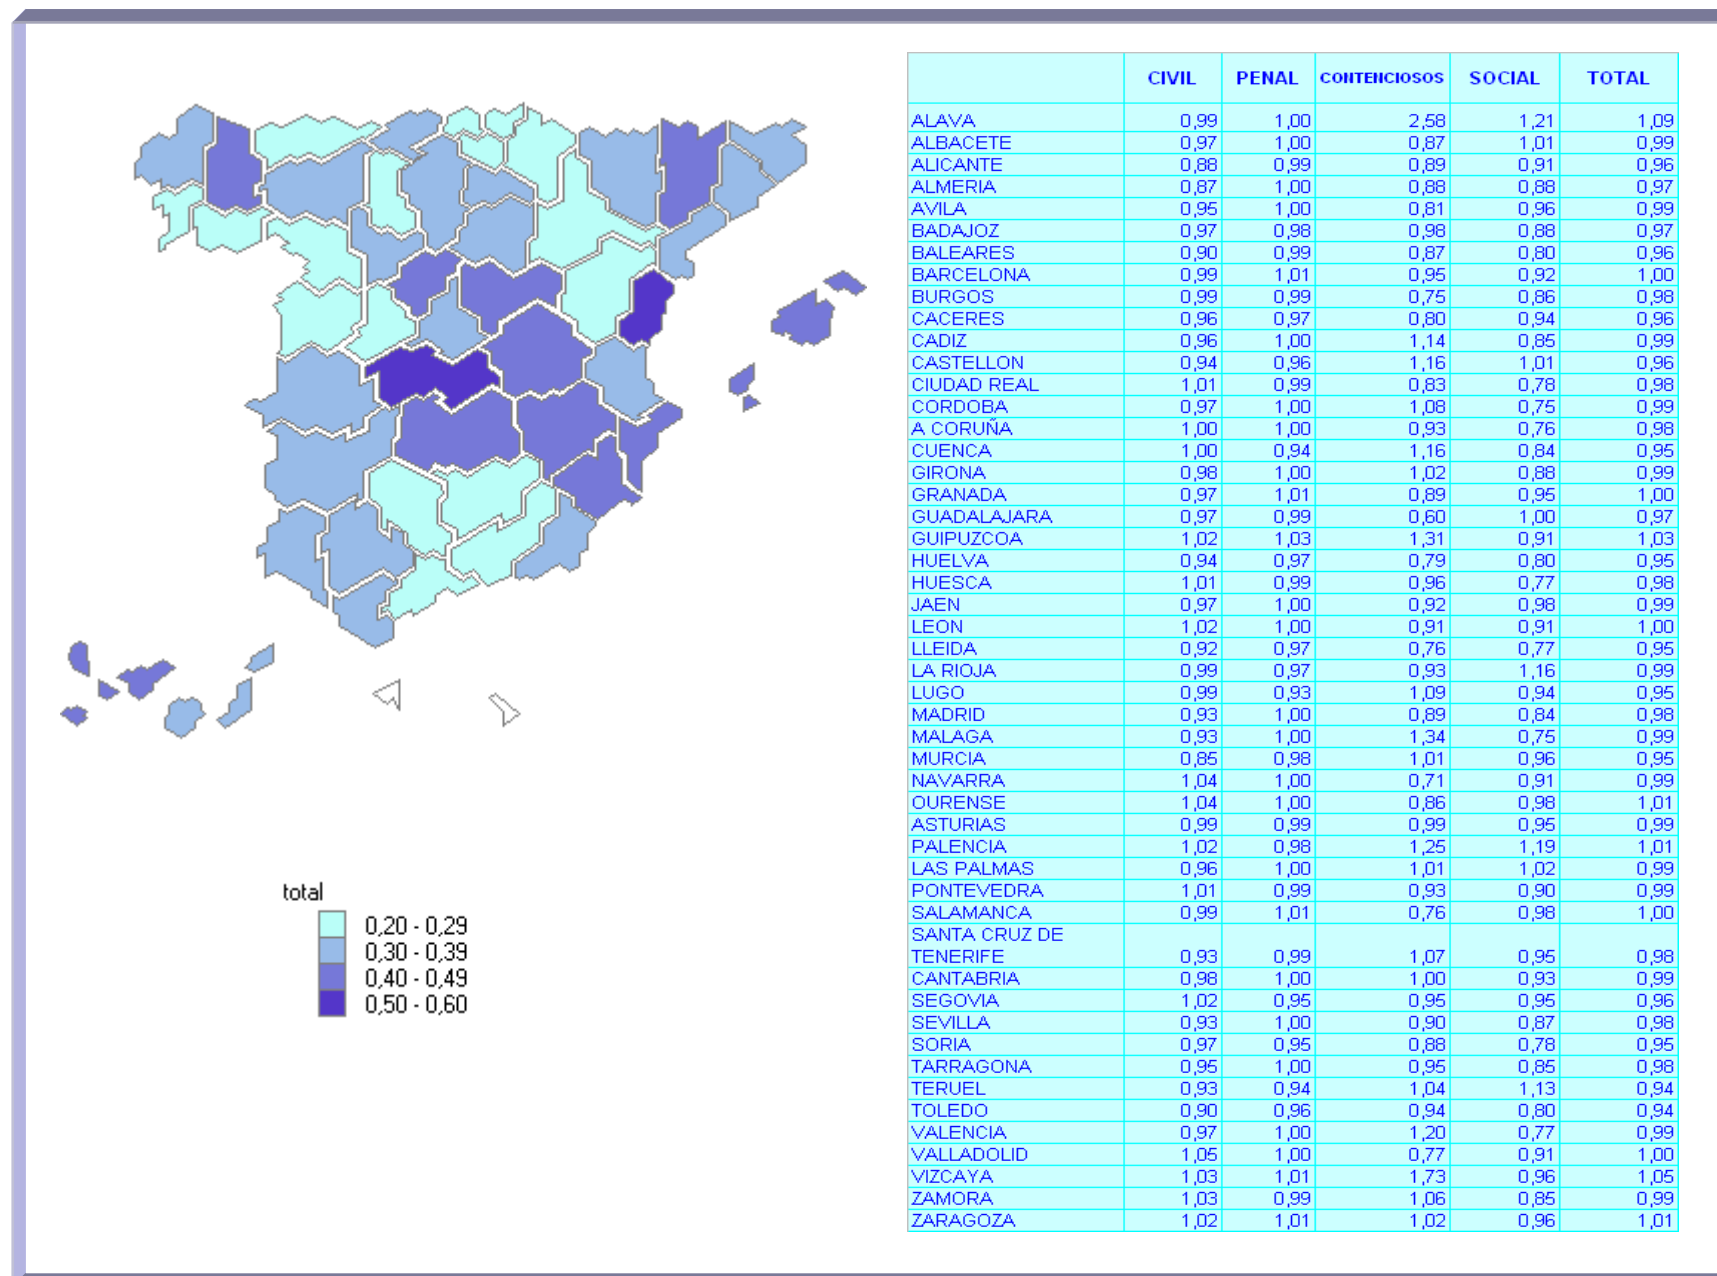 CIVIL PENAL CONTENCIOSOS SOCIAL TOTAL
ALAVA 0,99 1,00 2,58 1,21 1,09
ALBACETE 0,97 1,00 0,87 1,01 0,99
ALICANTE 0,88 0,99 0,89 0,91 0,96
ALMERIA 0,87 1,00 0,88 0,88 0,97
AVILA 0,95 1,00 0,81 0,96 0,99
BADAJOZ 0,97 0,98 0,98 0,88 0,97
BALEARES 0,90 0,99 0,87 0,80 0,96
BARCELONA 0,99 1,01 0,95 0,92 1,00
BURGOS 0,99 0,99 0,75 0,86 0,98
CACERES 0,96 0,97 0,80 0,94 0,96
CADIZ 0,96 1,00 1,14 0,85 0,99
CASTELLON 0,94 0,96 1,16 1,01 0,96
CIUDAD REAL 1,01 0,99 0,83 0,78 0,98
CORDOBA 0,97 1,00 1,08 0,75 0,99
A CORUÑA 1,00 1,00 0,93 0,76 0,98
CUENCA 1,00 0,94 1,16 0,84 0,95
GIRONA 0,98 1,00 1,02 0,88 0,99
GRANADA 0,97 1,01 0,89 0,95 1,00
GUADALAJARA 0,97 0,99 0,60 1,00 0,97
GUIPUZCOA 1,02 1,03 1,31 0,91 1,03
HUELVA 0,94 0,97 0,79 0,80 0,95
HUESCA 1,01 0,99 0,96 0,77 0,98
JAEN 0,97 1,00 0,92 0,98 0,99
LEON 1,02 1,00 0,91 0,91 1,00
LLEIDA 0,92 0,97 0,76 0,77 0,95
LA RIOJA 0,99 0,97 0,93 1,16 0,99
LUGO 0,99 0,93 1,09 0,94 0,95
MADRID 0,93 1,00 0,89 0,84 0,98
MALAGA 0,93 1,00 1,34 0,75 0,99
MURCIA 0,85 0,98 1,01 0,96 0,95
NAVARRA 1,04 1,00 0,71 0,91 0,99
OURENSE 1,04 1,00 0,86 0,98 1,01
ASTURIAS 0,99 0,99 0,99 0,95 0,99
PALENCIA 1,02 0,98 1,25 1,19 1,01
LAS PALMAS 0,96 1,00 1,01 1,02 0,99
PONTEVEDRA 1,01 0,99 0,93 0,90 0,99
SALAMANCA 0,99 1,01 0,76 0,98 1,00
SANTA CRUZ DE
TENERIFE 0,93 0,99 1,07 0,95 0,98
CANTABRIA 0,98 1,00 1,00 0,93 0,99
SEGOVIA 1,02 0,95 0,95 0,95 0,96
SEVILLA 0,93 1,00 0,90 0,87 0,98
SORIA 0,97 0,95 0,88 0,78 0,95
TARRAGONA 0,95 1,00 0,95 0,85 0,98
TERUEL 0,93 0,94 1,04 1,13 0,94
TOLEDO 0,90 0,96 0,94 0,80 0,94
VALENCIA 0,97 1,00 1,20 0,77 0,99
VALLADOLID 1,05 1,00 0,77 0,91 1,00
VIZCAYA 1,03 1,01 1,73 0,96 1,05
ZAMORA 1,03 0,99 1,06 0,85 0,99
ZARAGOZA 1,02 1,01 1,02 0,96 1,01
total
0,20 - 0,29
0,30 - 0,39
0,40 - 0,49
0,50 - 0,60